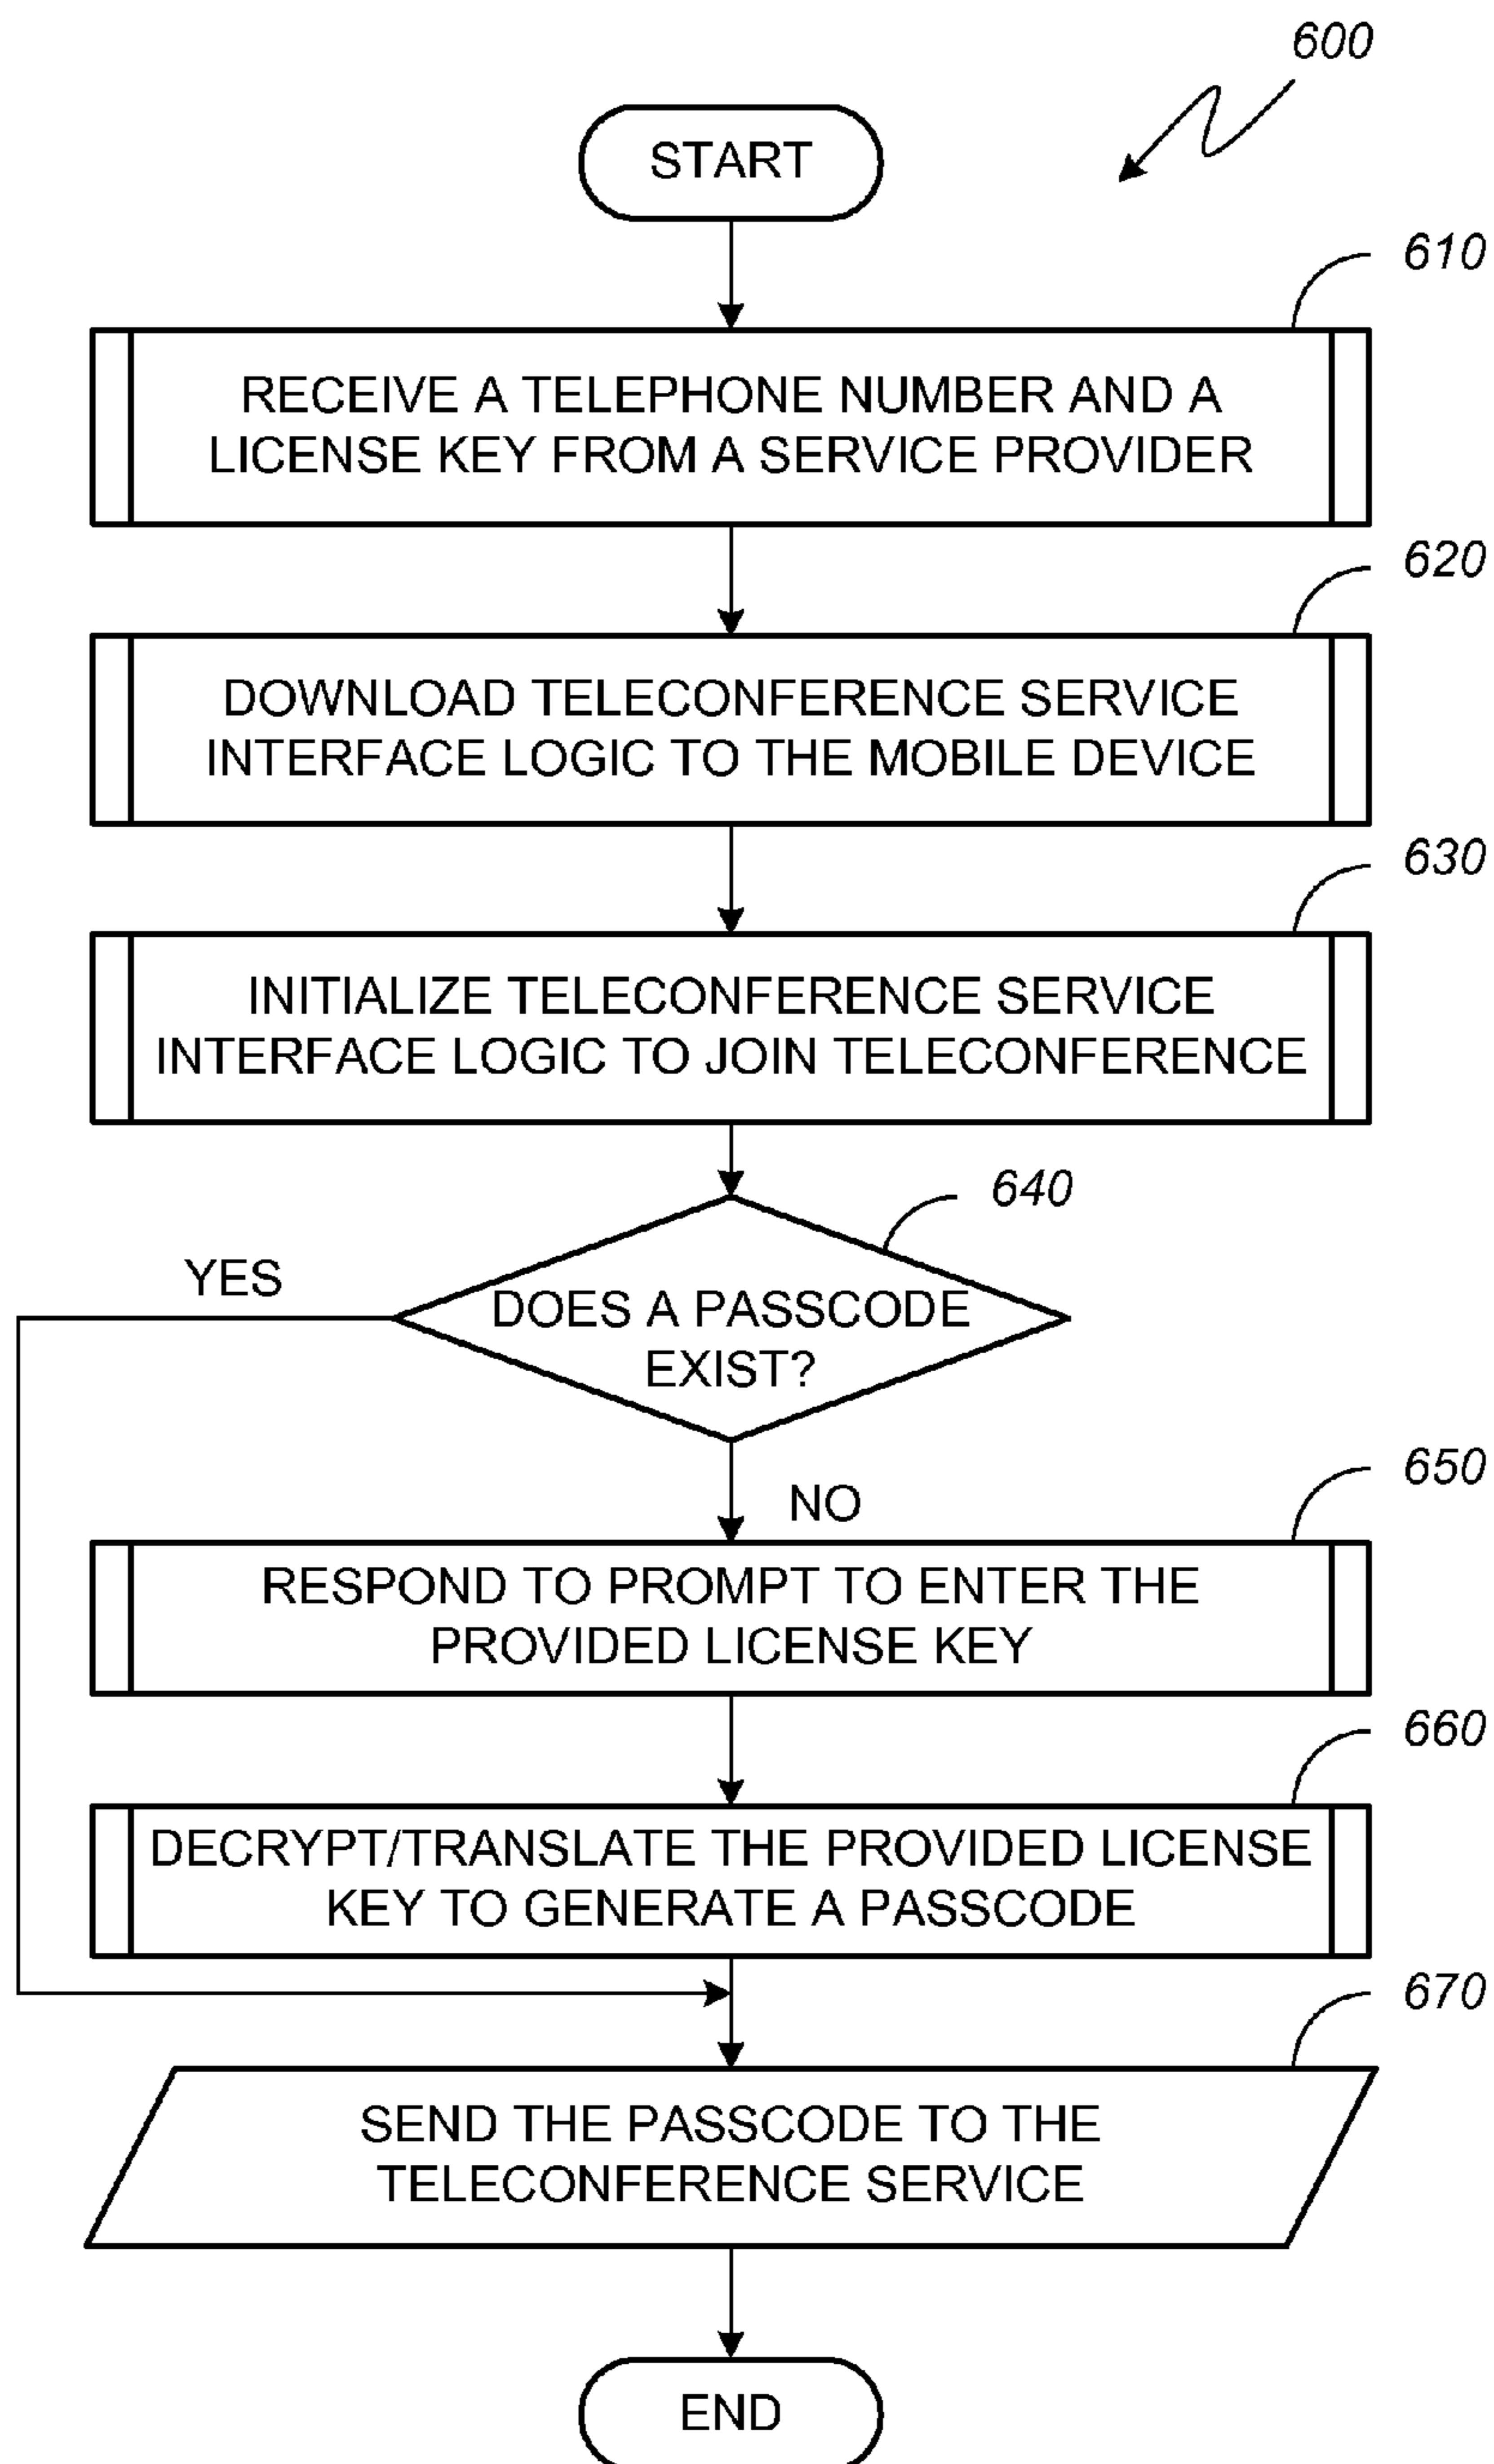 600
START
610
RECEIVE A TELEPHONE NUMBER AND A
LICENSE KEY FROM A SERVICE PROVIDER
620
DOWNLOAD TELECONFERENCE SERVICE
INTERFACE LOGIC TO THE MOBILE DEVICE
630
INITIALIZE TELECONFERENCE SERVICE
INTERFACE LOGIC TO JOIN TELECONFERENCE
640
YES
DOES A PASSCODE
EXIST?
NO
650
RESPOND TO PROMPT TO ENTER THE
PROVIDED LICENSE KEY
660
DECRYPT/TRANSLATE THE PROVIDED LICENSE
KEY TO GENERATE A PASSCODE
670
SEND THE PASSCODE TO THE
TELECONFERENCE SERVICE
END